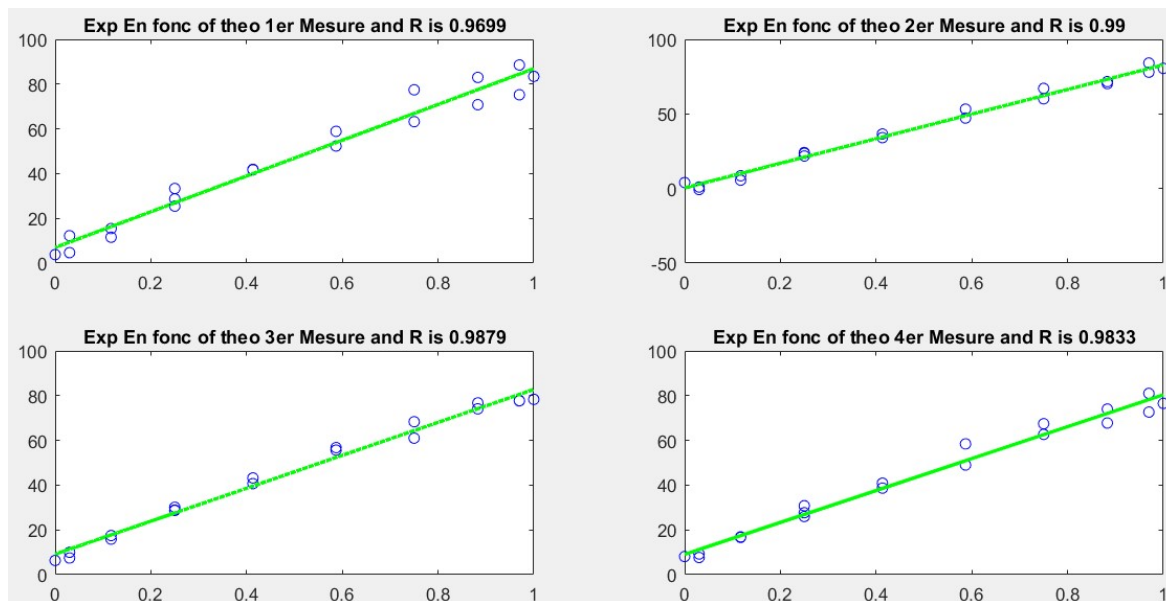 Exp En fonc of theo 1er Mesure and R is 0.9699
100
80
60
40
20
0
0 0.2 0.4 0.6 0.8 1
Exp En fonc of theo 2er Mesure and R is 0.99
100
50
0
-50
0 0.2 0.4 0.6 0.8 1
Exp En fonc of theo 3er Mesure and R is 0.9879
100
80
60
40
20
0
0 0.2 0.4 0.6 0.8 1
Exp En fonc of theo 4er Mesure and R is 0.9833
100
80
60
40
20
0
0 0.2 0.4 0.6 0.8 1